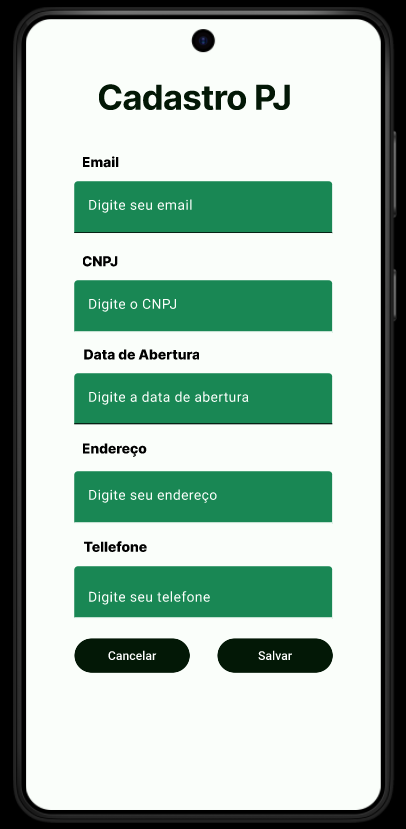 Cadastro PJ
Email
Digite seu email
CNPJ
Digite o CNPJ
Data de Abertura
Digite a data de abertura
Endereço
Digite seu endereço
Tellefone
Digite seu telefone
Cancelar Salvar